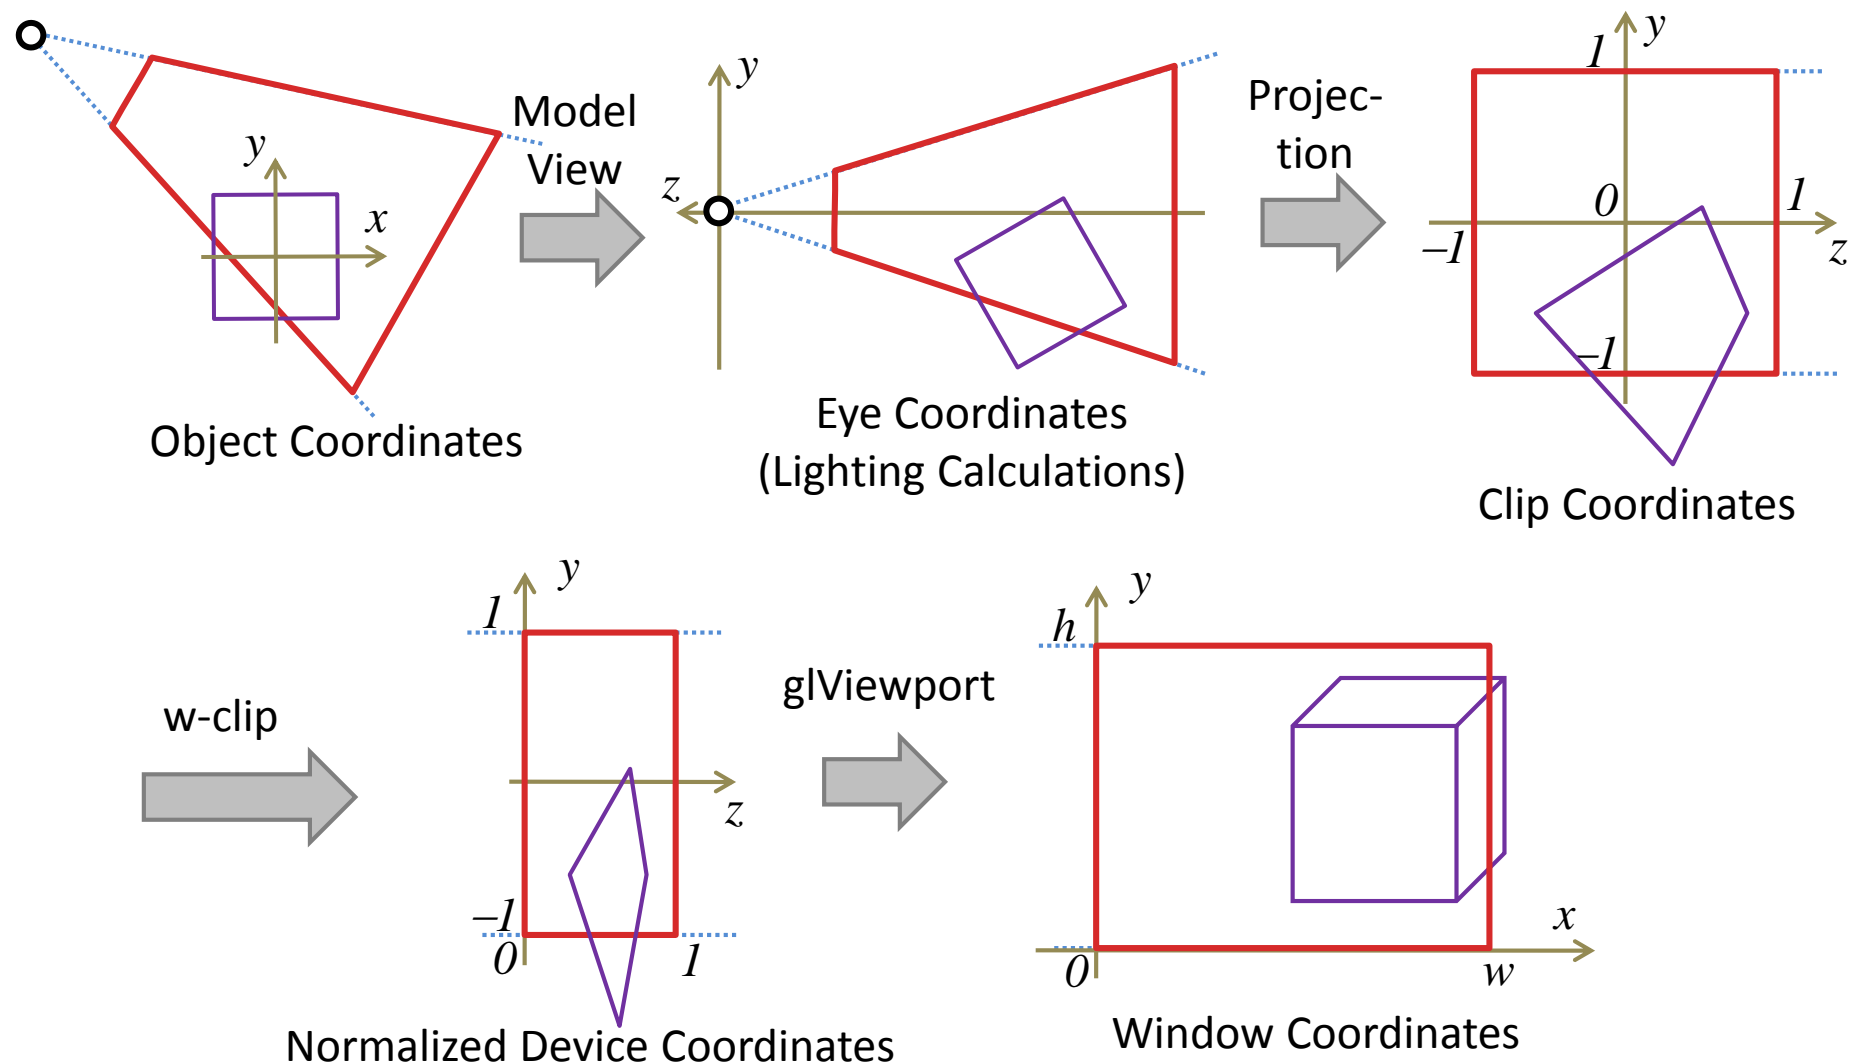 y
x
Object Coordinates
Model
View
y
z
Eye Coordinates
(Lighting Calculations)
Projec-
tion
y
1
0
1
−1
z
−1
Clip Coordinates
w-clip
y
1
z
−1
0
1
Normalized Device Coordinates
glViewport
y
h
x
0
w
Window Coordinates